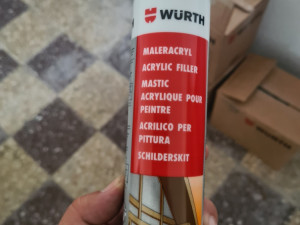 WÜRTH
MALERACRYL
ACRYLIC FILLER
MASTIC
ACRYLIQUE POUR
PEINTRE
ACRILICO PER
PITTURA
SCHILDERSKIT